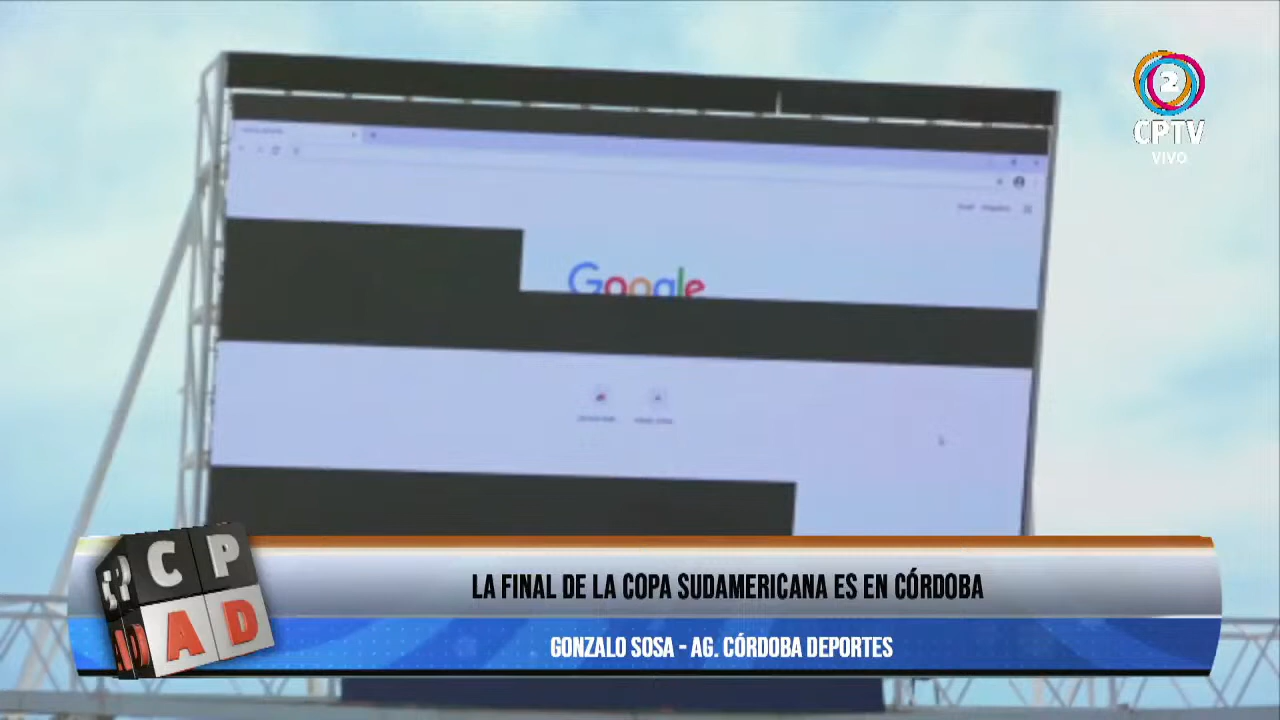 2
CPTV
VIVO
Google
CP
AD
LA FINAL DE LA COPA SUDAMERICANA ES EN CÓRDOBA
GONZALO SOSA - AG. CÓRDOBA DEPORTES